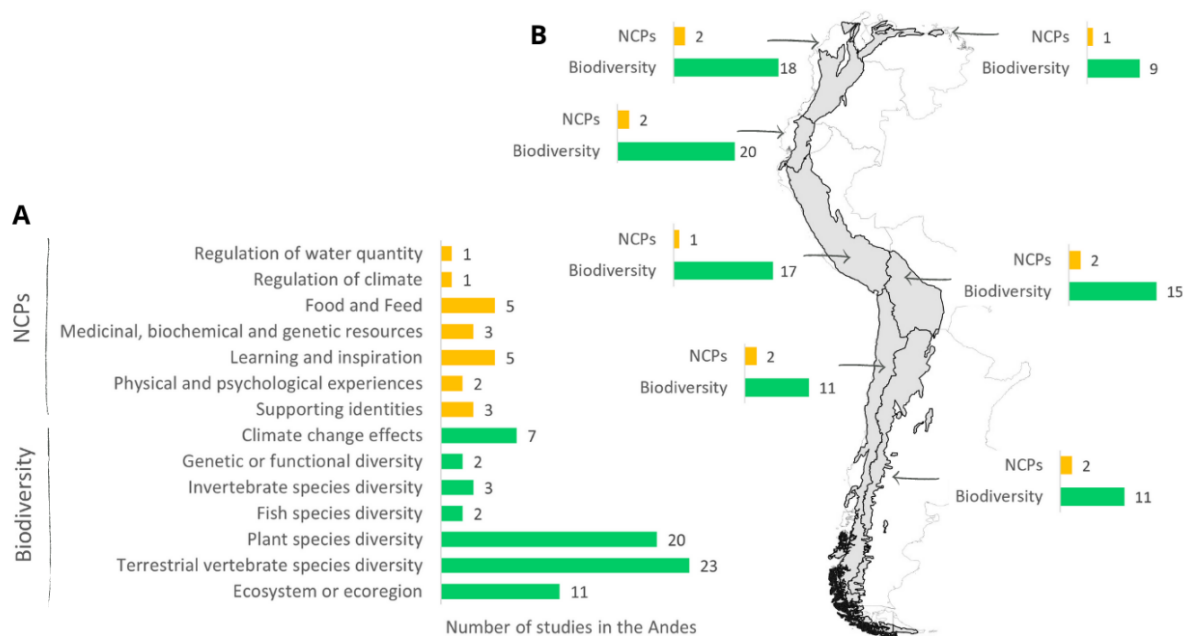 A
NCPs
Regulation of water quantity 1
Regulation of climate 1
Food and Feed 5
Medicinal, biochemical and genetic resources 3
Learning and inspiration 5
Physical and psychological experiences 2
Supporting identities 3
Biodiversity
Climate change effects 7
Genetic or functional diversity 2
Invertebrate species diversity 3
Fish species diversity 2
Plant species diversity 20
Terrestrial vertebrate species diversity 23
Ecosystem or ecoregion 11
Number of studies in the Andes
B
NCPs 2
Biodiversity 18
NCPs 1
Biodiversity 9
NCPs 2
Biodiversity 20
NCPs 1
Biodiversity 17
NCPs 2
Biodiversity 15
NCPs 2
Biodiversity 11
NCPs 2
Biodiversity 11